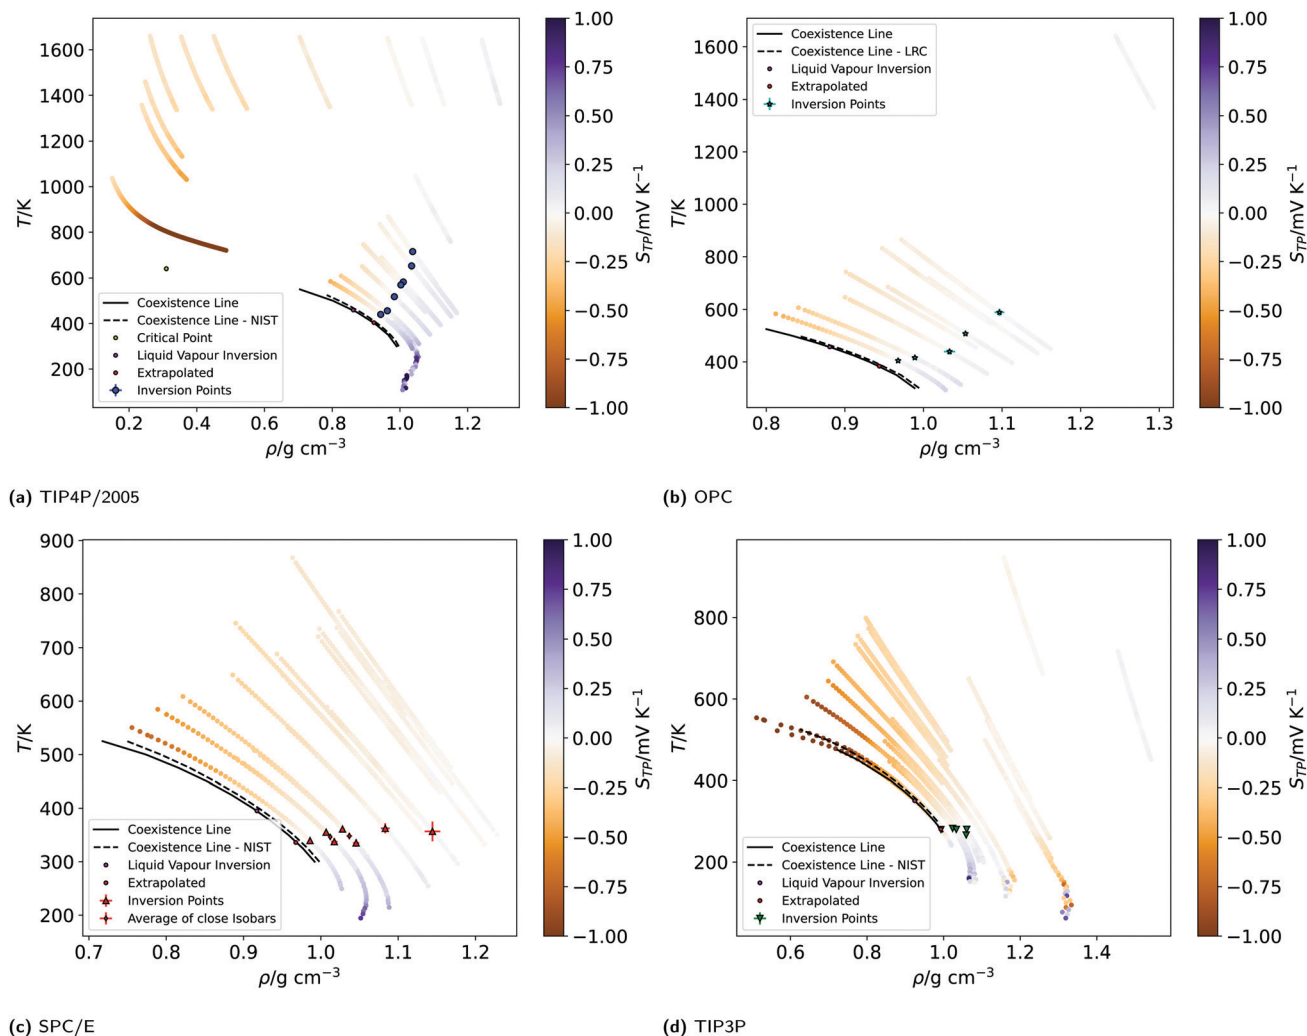 1600
1400
1200
1000
800
600
400
200
T/K
0.2 0.4 0.6 0.8 1.0 1.2
ρ/g cm⁻³
Coexistence Line
Coexistence Line - NIST
Critical Point
Liquid Vapour Inversion
Extrapolated
Inversion Points
1.00
0.75
0.50
0.25
0.00
−0.25
−0.50
−0.75
−1.00
S_TP/mV K⁻¹
(a) TIP4P/2005
1600
1400
1200
1000
800
600
400
T/K
0.8 0.9 1.0 1.1 1.2 1.3
ρ/g cm⁻³
Coexistence Line
Coexistence Line - LRC
Liquid Vapour Inversion
Extrapolated
Inversion Points
1.00
0.75
0.50
0.25
0.00
−0.25
−0.50
−0.75
−1.00
S_TP/mV K⁻¹
(b) OPC
900
800
700
600
500
400
300
200
T/K
0.7 0.8 0.9 1.0 1.1 1.2
ρ/g cm⁻³
Coexistence Line
Coexistence Line - NIST
Liquid Vapour Inversion
Extrapolated
Inversion Points
Average of close Isobars
1.00
0.75
0.50
0.25
0.00
−0.25
−0.50
−0.75
−1.00
S_TP/mV K⁻¹
(c) SPC/E
800
600
400
200
T/K
0.6 0.8 1.0 1.2 1.4
ρ/g cm⁻³
Coexistence Line
Coexistence Line - NIST
Liquid Vapour Inversion
Extrapolated
Inversion Points
1.00
0.75
0.50
0.25
0.00
−0.25
−0.50
−0.75
−1.00
S_TP/mV K⁻¹
(d) TIP3P